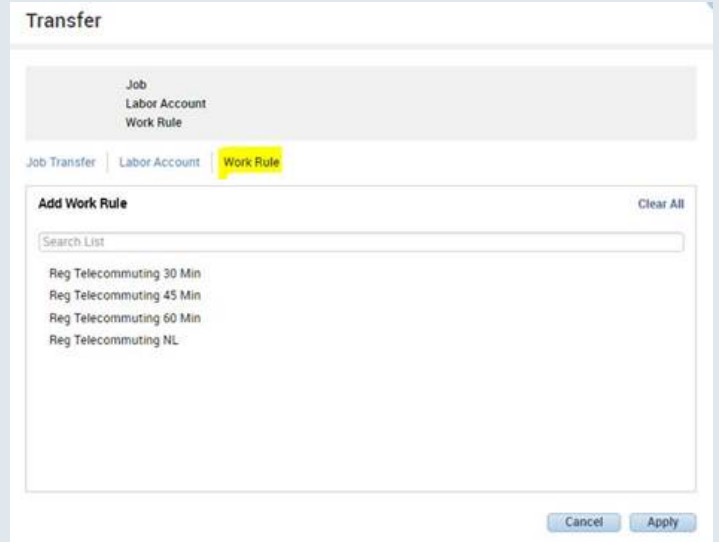 Transfer
Job
Labor Account
Work Rule
Job Transfer Labor Account Work Rule
Add Work Rule Clear All
Search List
Reg Telecommuting 30 Min
Reg Telecommuting 45 Min
Reg Telecommuting 60 Min
Reg Telecommuting NL
Cancel Apply